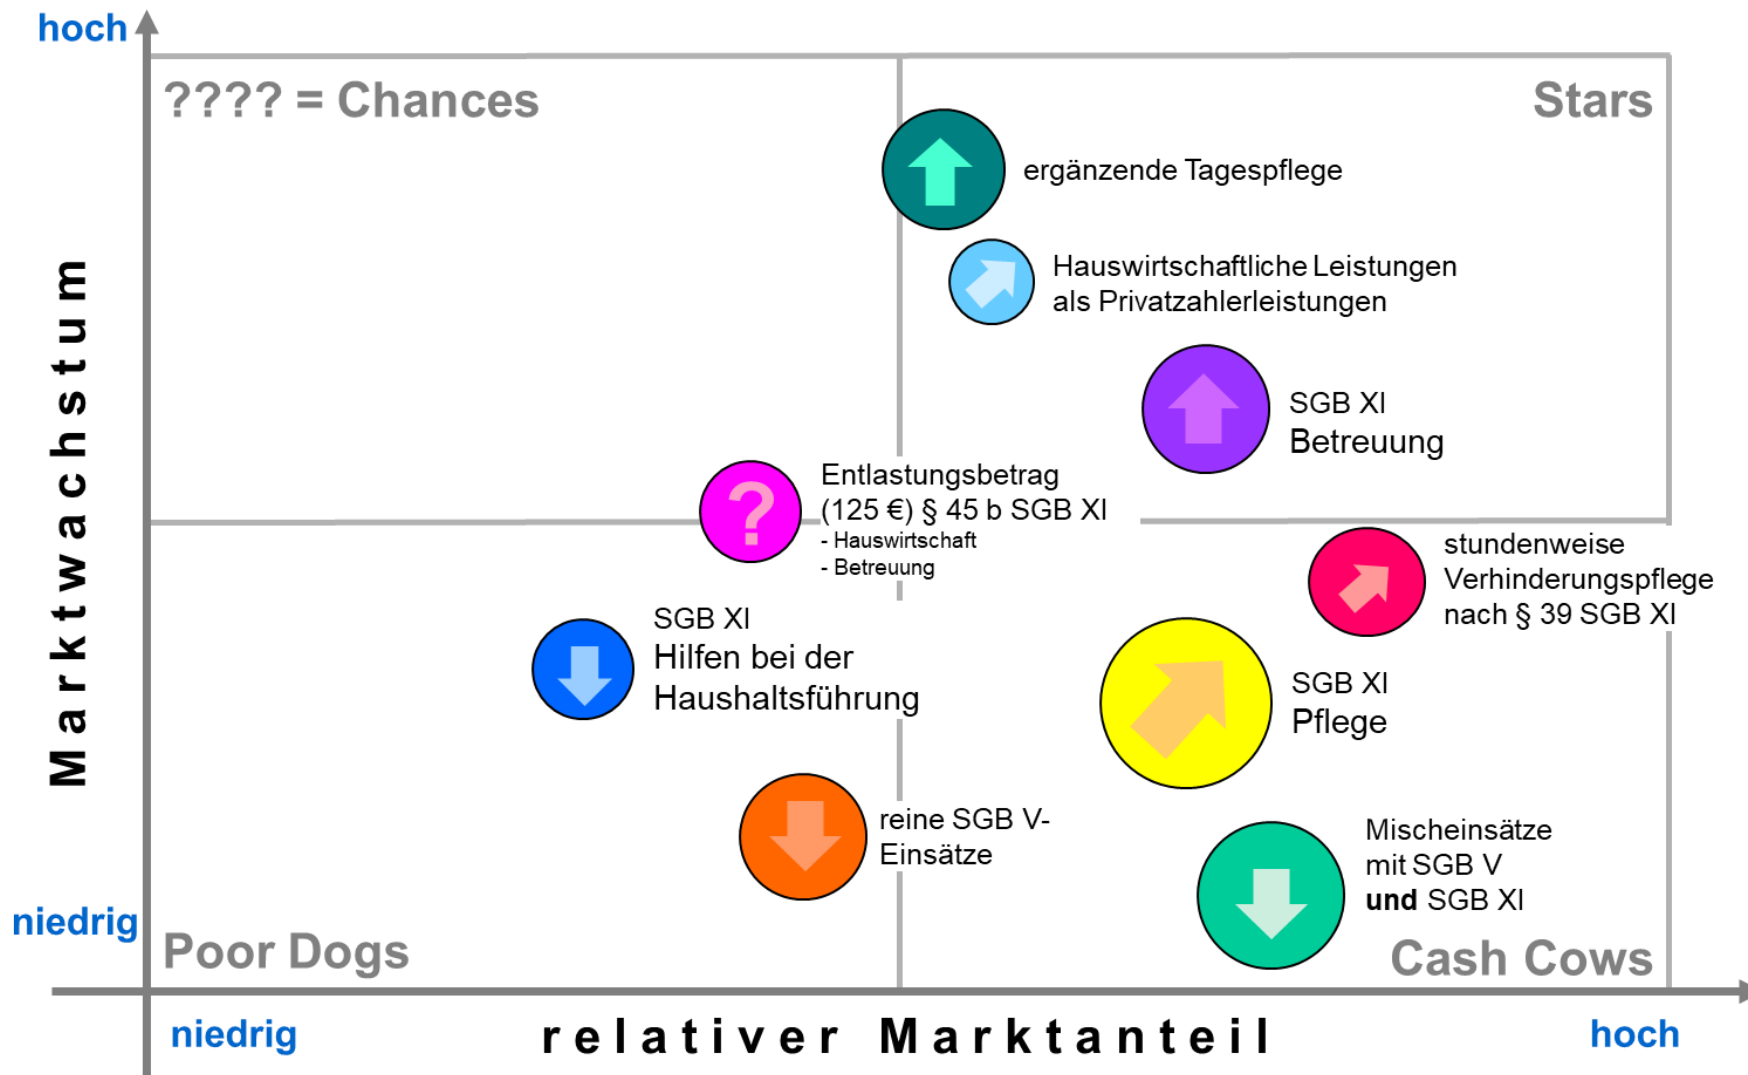 hoch
???? = Chances
Stars
ergänzende Tagespflege
Hauswirtschaftliche Leistungen
als Privatzahlerleistungen
SGB XI
Betreuung
?
Entlastungsbetrag
(125 €) § 45 b SGB XI
- Hauswirtschaft
- Betreuung
stundenweise
Verhinderungspflege
nach § 39 SGB XI
SGB XI
Hilfen bei der
Haushaltsführung
SGB XI
Pflege
reine SGB V-
Einsätze
Mischeinsätze
mit SGB V
und SGB XI
Marktwachstum
niedrig
Poor Dogs
Cash Cows
niedrig
relativer Marktanteil
hoch